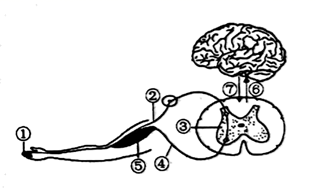 ⑦ ⑥
① ②
③
⑤ ④